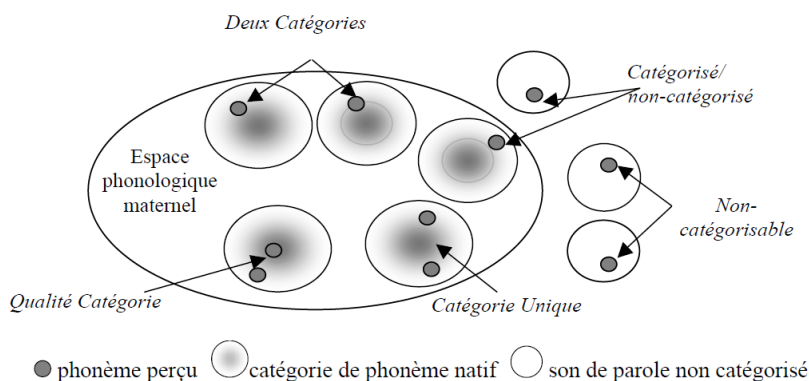 Deux Catégories
Catégorisé/
non-catégorisé
Espace
phonologique
maternel
Non-
catégorisable
Qualité Catégorie
Catégorie Unique
phonème perçu
catégorie de phonème natif
son de parole non catégorisé